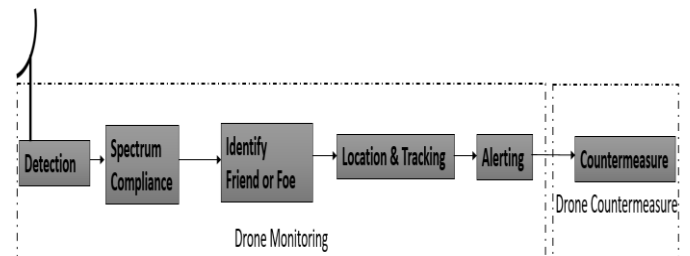 Detection
Spectrum
Compliance
Identify
Friend or Foe
Location & Tracking
Alerting
Countermeasure
Drone Countermeasure
Drone Monitoring